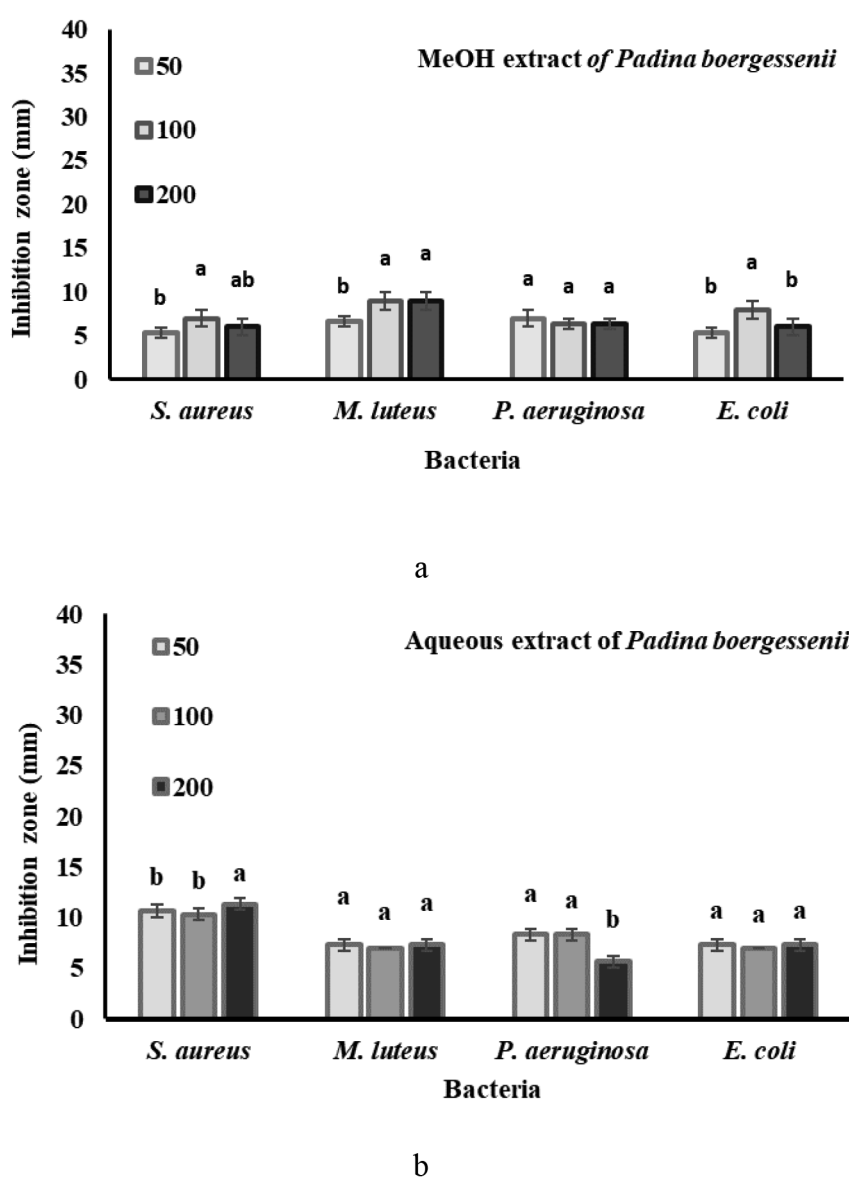 MeOH extract of Padina boergessenii
40
35
30
25
20
15
10
5
0
Inhibition zone (mm)
50
100
200
b a ab b a a a a a b a b
S. aureus M. luteus P. aeruginosa E. coli
Bacteria
a
Aqueous extract of Padina boergessenii
40
35
30
25
20
15
10
5
0
Inhibition zone (mm)
50
100
200
b b a a a a a a b a a a
S. aureus M. luteus P. aeruginosa E. coli
Bacteria
b